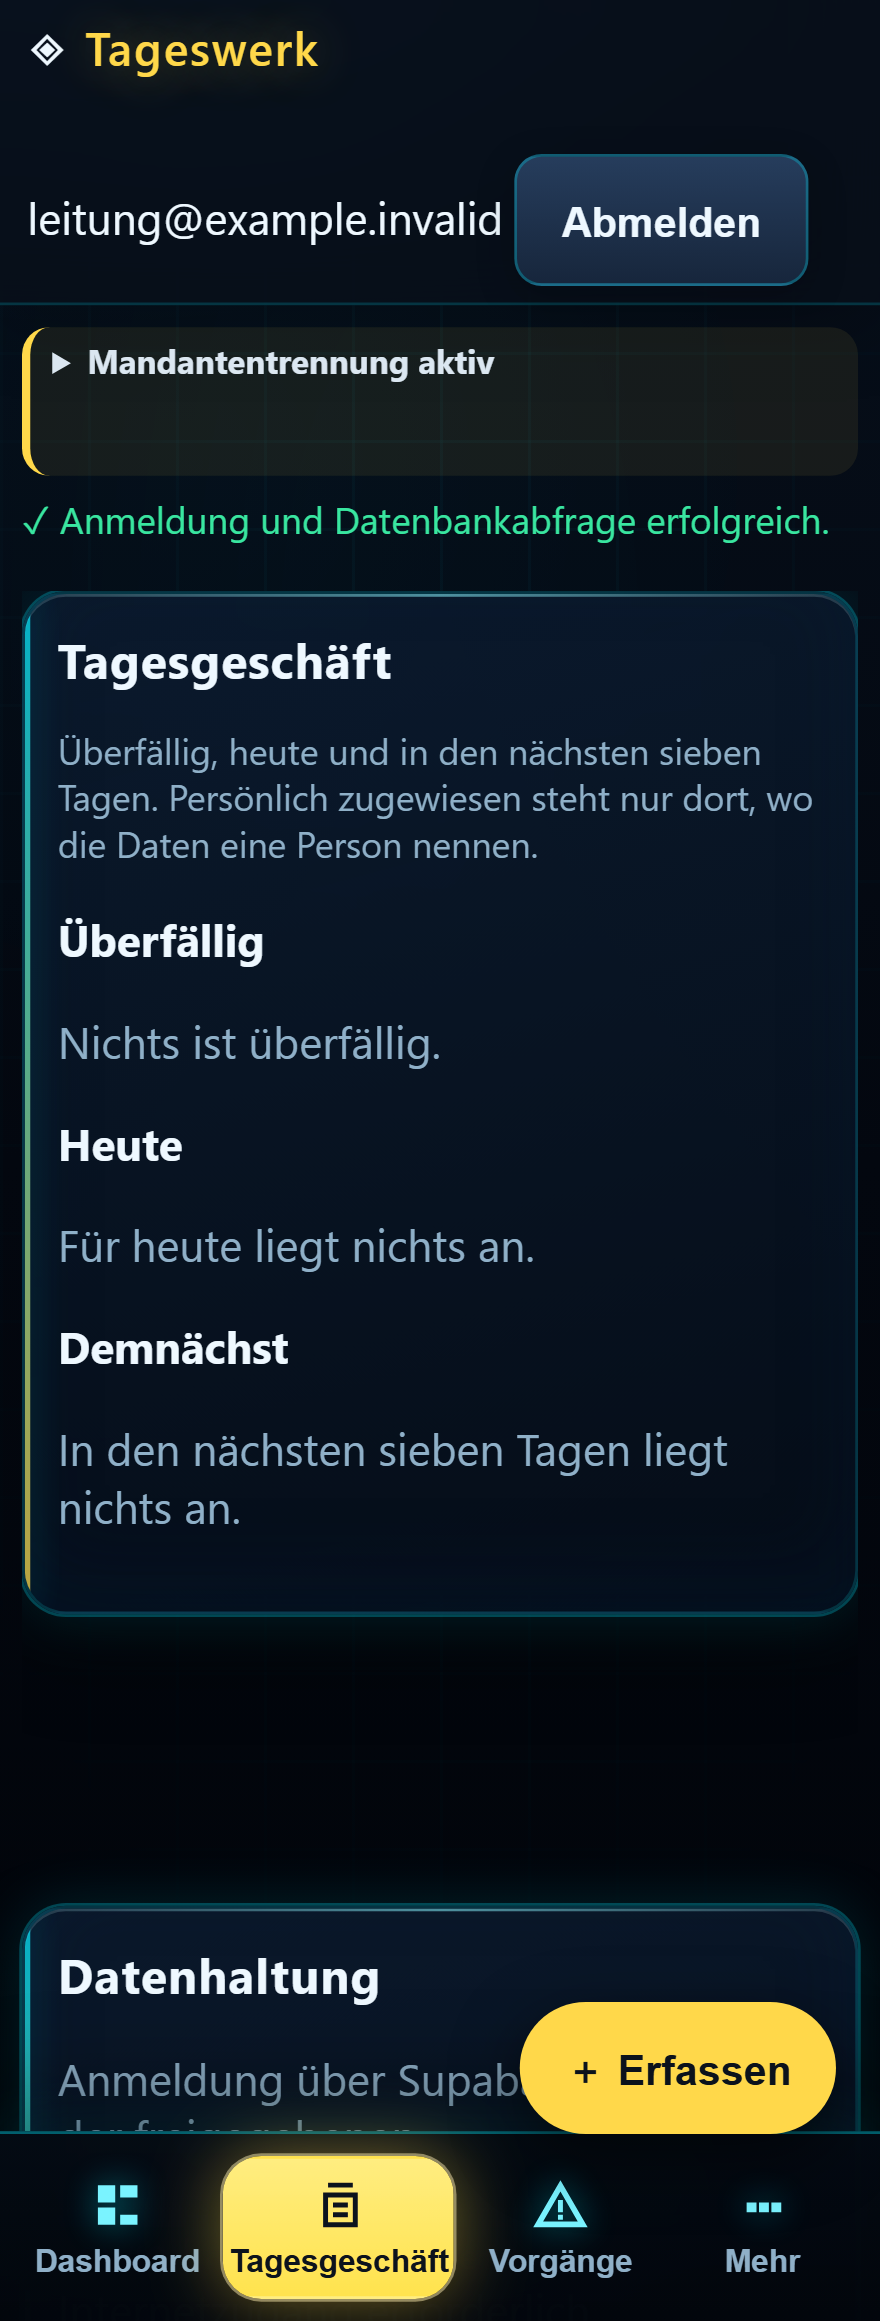 Tageswerk
leitung@example.invalid
Abmelden
Mandantentrennung aktiv
✓ Anmeldung und Datenbankabfrage erfolgreich.
Tagesgeschäft
Überfällig, heute und in den nächsten sieben
Tagen. Persönlich zugewiesen steht nur dort, wo
die Daten eine Person nennen.
Überfällig
Nichts ist überfällig.
Heute
Für heute liegt nichts an.
Demnächst
In den nächsten sieben Tagen liegt
nichts an.
Datenhaltung
Anmeldung über
+ Erfassen
Dashboard
Tagesgeschäft
Vorgänge
Mehr